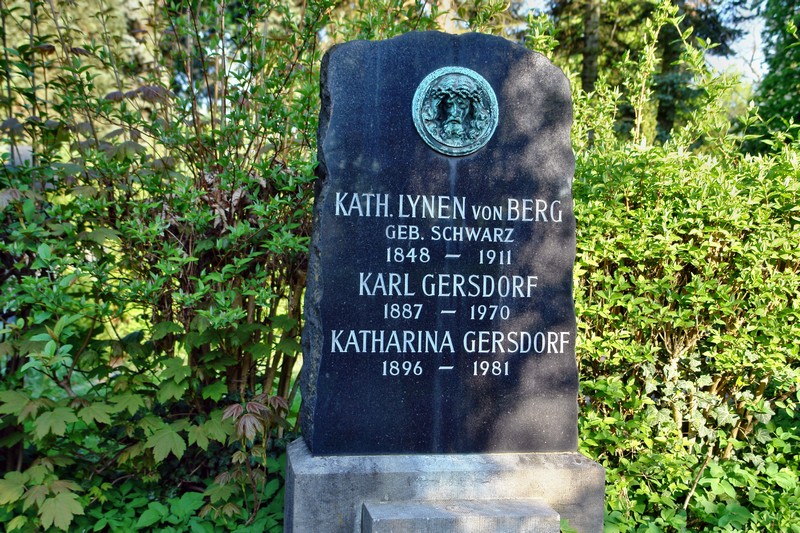 KATH. LYNEN VON BERG
GEB. SCHWARZ
1848 – 1911
KARL GERSDORF
1887 – 1970
KATHARINA GERSDORF
1896 – 1981